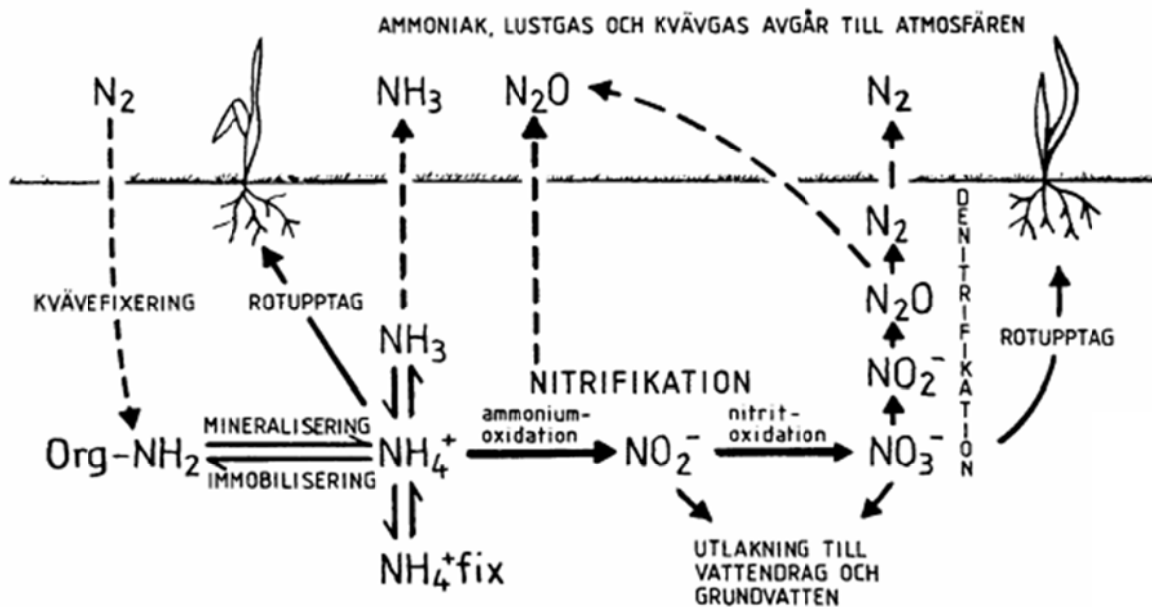 AMMONIAK, LUSTGAS OCH KVÄVGAS AVGÅR TILL ATMOSFÄREN
N₂
NH₃
N₂O
N₂
N₂
N₂O
DENITRIFIKATION
KVÄVEFIXERING
ROTUPPTAG
NH₃
ROTUPPTAG
NITRIFIKATION
NO₂⁻
Org-NH₂
MINERALISERING
IMMOBILISERING
NH₄⁺
ammonium-
oxidation
NO₂⁻
nitrit-
oxidation
NO₃⁻
NH₄⁺fix
UTLAKNING TILL
VATTENDRAG OCH
GRUNDVATTEN